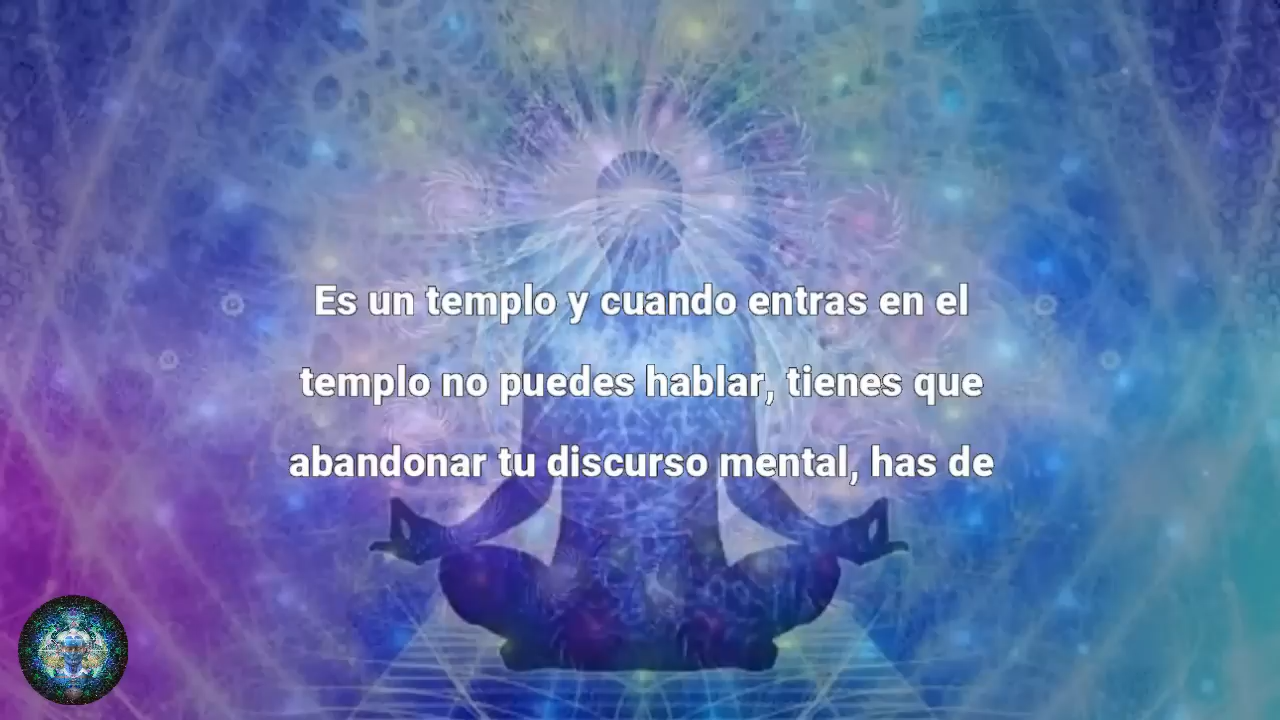 Es un templo y cuando entras en el
templo no puedes hablar, tienes que
abandonar tu discurso mental, has de